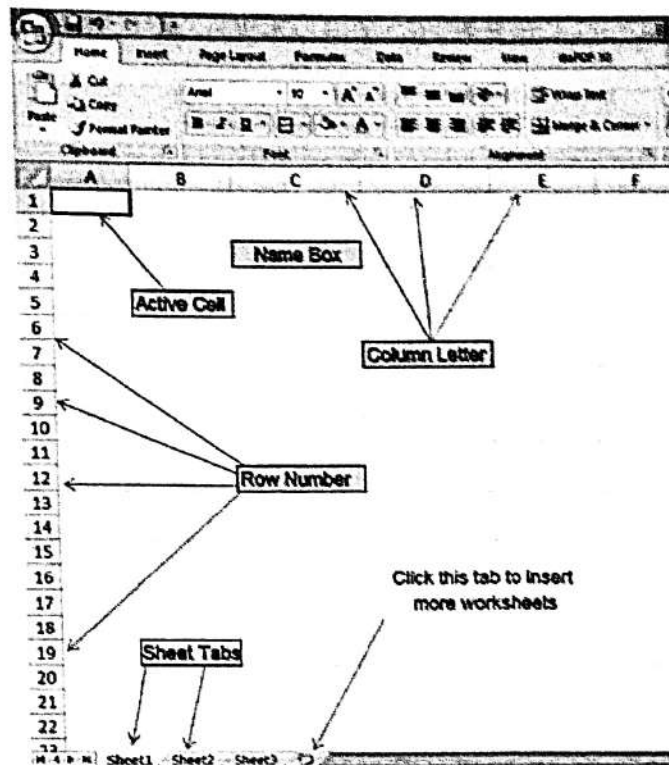 Home Insert Page Layout Formulas Data Review View
Cut
Copy
Format Painter
Paste
Arial 10 A A
B I U A
Wrap Text
Merge & Center
Clipboard Font Alignment
A B C D E F
1
2
3 Name Box
4
5 Active Cell
6
7 Column Letter
8
9
10
11
12 Row Number
13
14
15
16 Click this tab to Insert
17 more worksheets
18
19 Sheet Tabs
20
21
22
23
Sheet1 Sheet2 Sheet3